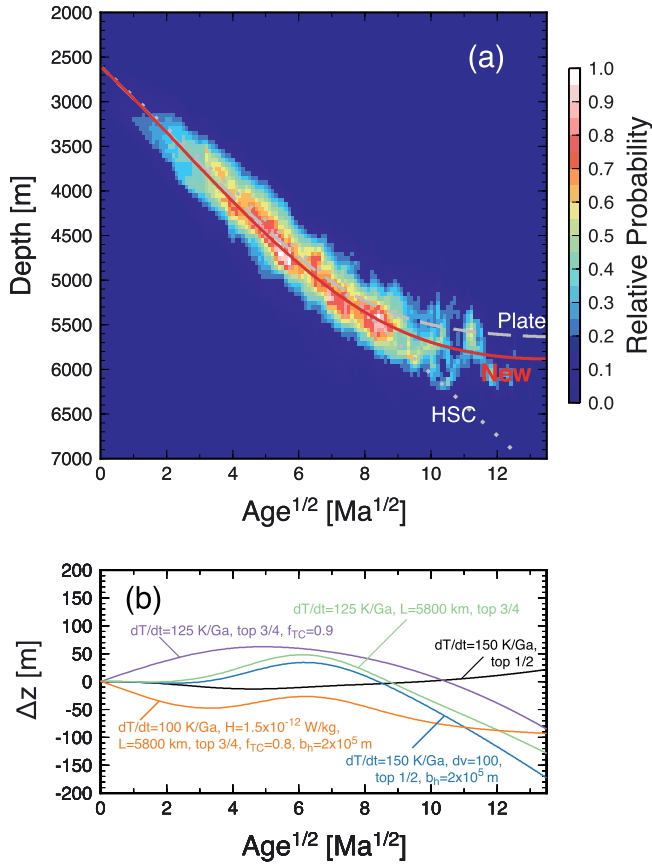 2000
2500
3000
3500
4000
4500
5000
5500
6000
6500
7000
Depth [m]
(a)
Plate
New
HSC
0 2 4 6 8 10 12
Age^1/2 [Ma^1/2]
1.0
0.9
0.8
0.7
0.6
0.5
0.4
0.3
0.2
0.1
0.0
Relative Probability
200
150
100
50
0
-50
-100
-150
-200
Δz [m]
(b)
dT/dt=125 K/Ga, L=5800 km, top 3/4
dT/dt=125 K/Ga, top 3/4, f_TC=0.9
dT/dt=150 K/Ga,
top 1/2
dT/dt=100 K/Ga, H=1.5x10^-12 W/kg,
L=5800 km, top 3/4, f_TC=0.8, b_h=2x10^5 m
dT/dt=150 K/Ga, dv=100,
top 1/2, b_h=2x10^5 m
0 2 4 6 8 10 12
Age^1/2 [Ma^1/2]